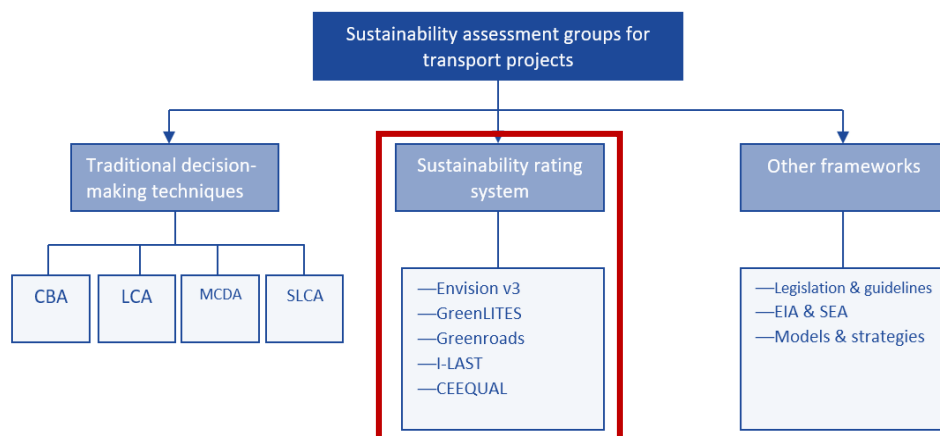 Sustainability assessment groups for
transport projects
Traditional decision-
making techniques
Sustainability rating
system
Other frameworks
CBA
LCA
MCDA
SLCA
—Envision v3
—GreenLITES
—Greenroads
—I-LAST
—CEEQUAL
—Legislation & guidelines
—EIA & SEA
—Models & strategies